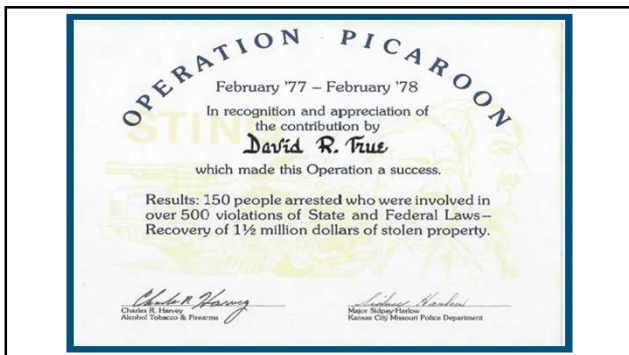 OPERATION PICAROON
February '77 – February '78
In recognition and appreciation of
the contribution by
STING
David R. True
which made this Operation a success.
Results: 150 people arrested who were involved in
over 500 violations of State and Federal Laws–
Recovery of 1½ million dollars of stolen property.
Charles R. Harvey
Charles R. Harvey
Alcohol Tobacco & Firearms
Sidney Harlow
Major Sidney Harlow
Kansas City Missouri Police Department